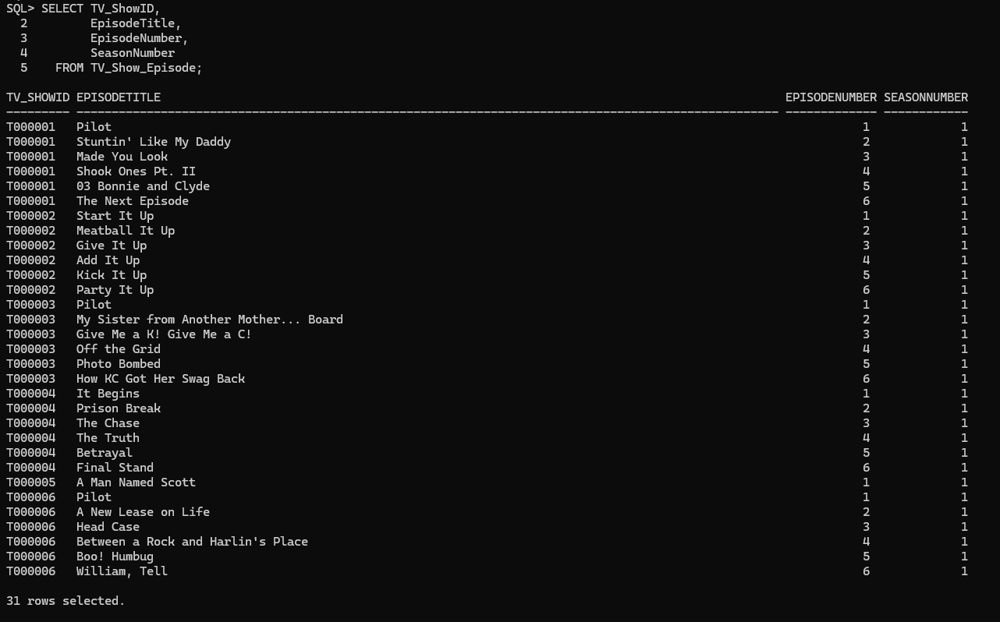 SQL> SELECT TV_ShowID,
  2         EpisodeTitle,
  3         EpisodeNumber,
  4         SeasonNumber
  5    FROM TV_Show_Episode;

TV_SHOWID EPISODETITLE                                                                                         EPISODENUMBER SEASONNUMBER
--------- ---------------------------------------------------------------------------------------------------- ------------- ------------
T000001   Pilot                                                                                                            1            1
T000001   Stuntin' Like My Daddy                                                                                           2            1
T000001   Made You Look                                                                                                    3            1
T000001   Shook Ones Pt. II                                                                                                4            1
T000001   03 Bonnie and Clyde                                                                                              5            1
T000001   The Next Episode                                                                                                 6            1
T000002   Start It Up                                                                                                      1            1
T000002   Meatball It Up                                                                                                   2            1
T000002   Give It Up                                                                                                       3            1
T000002   Add It Up                                                                                                        4            1
T000002   Kick It Up                                                                                                       5            1
T000002   Party It Up                                                                                                      6            1
T000003   Pilot                                                                                                            1            1
T000003   My Sister from Another Mother... Board                                                                           2            1
T000003   Give Me a K! Give Me a C!                                                                                        3            1
T000003   Off the Grid                                                                                                     4            1
T000003   Photo Bombed                                                                                                     5            1
T000003   How KC Got Her Swag Back                                                                                         6            1
T000004   It Begins                                                                                                        1            1
T000004   Prison Break                                                                                                     2            1
T000004   The Chase                                                                                                        3            1
T000004   The Truth                                                                                                        4            1
T000004   Betrayal                                                                                                         5            1
T000004   Final Stand                                                                                                      6            1
T000005   A Man Named Scott                                                                                                1            1
T000006   Pilot                                                                                                            1            1
T000006   A New Lease on Life                                                                                              2            1
T000006   Head Case                                                                                                        3            1
T000006   Between a Rock and Harlin's Place                                                                                4            1
T000006   Boo! Humbug                                                                                                      5            1
T000006   William, Tell                                                                                                    6            1

31 rows selected.